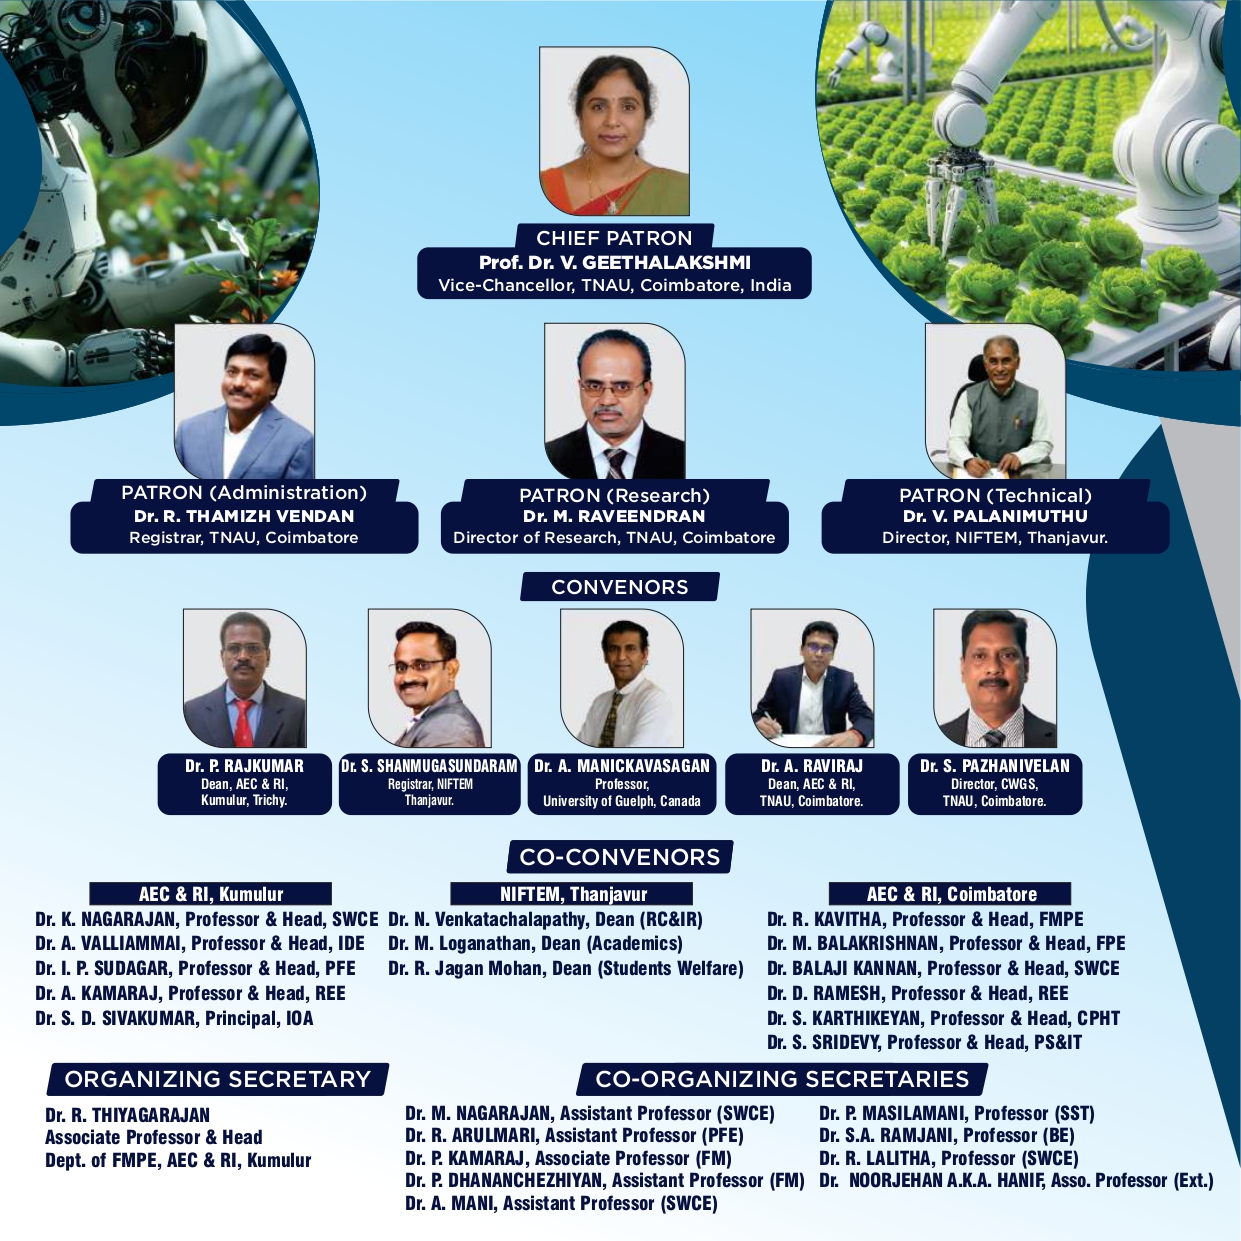 CHIEF PATRON
Prof. Dr. V. GEETHALAKSHMI
Vice-Chancellor, TNAU, Coimbatore, India
PATRON (Administration)
Dr. R. THAMIZH VENDAN
Registrar, TNAU, Coimbatore
PATRON (Research)
Dr. M. RAVEENDRAN
Director of Research, TNAU, Coimbatore
PATRON (Technical)
Dr. V. PALANIMUTHU
Director, NIFTEM, Thanjavur.
CONVENORS
Dr. P. RAJKUMAR
Dean, AEC & RI,
Kumulur, Trichy.
Dr. S. SHANMUGASUNDARAM
Registrar, NIFTEM
Thanjavur.
Dr. A. MANICKAVASAGAN
Professor,
University of Guelph, Canada
Dr. A. RAVIRAJ
Dean, AEC & RI,
TNAU, Coimbatore.
Dr. S. PAZHANIVELAN
Director, CWGS,
TNAU, Coimbatore.
CO-CONVENORS
AEC & RI, Kumulur
Dr. K. NAGARAJAN, Professor & Head, SWCE
Dr. A. VALLIAMMAI, Professor & Head, IDE
Dr. I. P. SUDAGAR, Professor & Head, PFE
Dr. A. KAMARAJ, Professor & Head, REE
Dr. S. D. SIVAKUMAR, Principal, IOA
NIFTEM, Thanjavur
Dr. N. Venkatachalapathy, Dean (RC&IR)
Dr. M. Loganathan, Dean (Academics)
Dr. R. Jagan Mohan, Dean (Students Welfare)
AEC & RI, Coimbatore
Dr. R. KAVITHA, Professor & Head, FMPE
Dr. M. BALAKRISHNAN, Professor & Head, FPE
Dr. BALAJI KANNAN, Professor & Head, SWCE
Dr. D. RAMESH, Professor & Head, REE
Dr. S. KARTHIKEYAN, Professor & Head, CPHT
Dr. S. SRIDEVY, Professor & Head, PS&IT
ORGANIZING SECRETARY
Dr. R. THIYAGARAJAN
Associate Professor & Head
Dept. of FMPE, AEC & RI, Kumulur
CO-ORGANIZING SECRETARIES
Dr. M. NAGARAJAN, Assistant Professor (SWCE)
Dr. R. ARULMARI, Assistant Professor (PFE)
Dr. P. KAMARAJ, Associate Professor (FM)
Dr. P. DHANANCHEZHIYAN, Assistant Professor (FM)
Dr. A. MANI, Assistant Professor (SWCE)
Dr. P. MASILAMANI, Professor (SST)
Dr. S.A. RAMJANI, Professor (BE)
Dr. R. LALITHA, Professor (SWCE)
Dr. NOORJEHAN A.K.A. HANIF, Asso. Professor (Ext.)